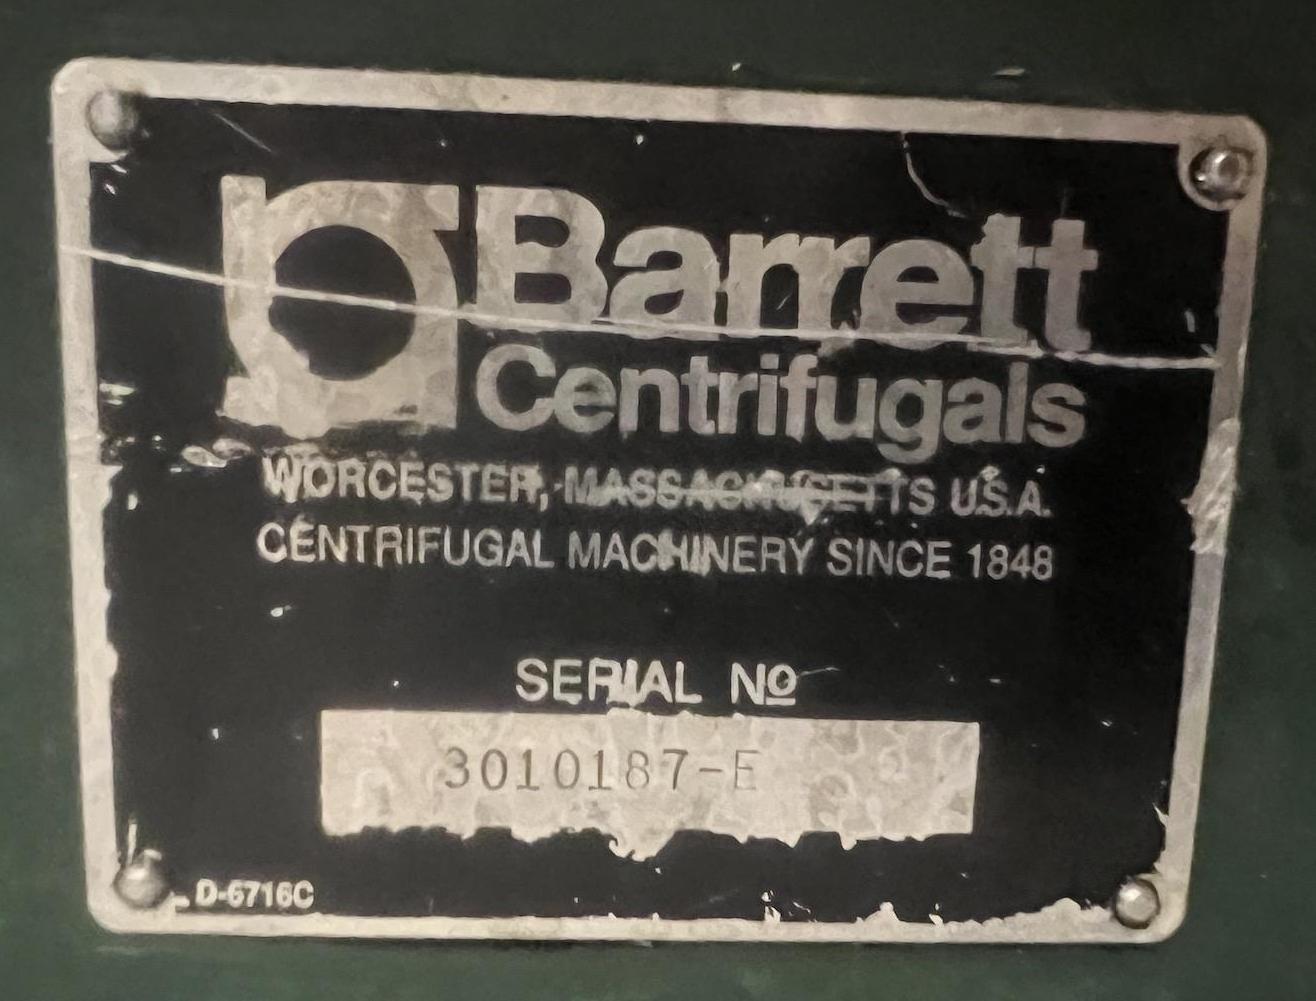 Barrett
Centrifugals
WORCESTER, MASSACHUSETTS U.S.A.
CENTRIFUGAL MACHINERY SINCE 1848
SERIAL Nº
3010187-E
D-6716C